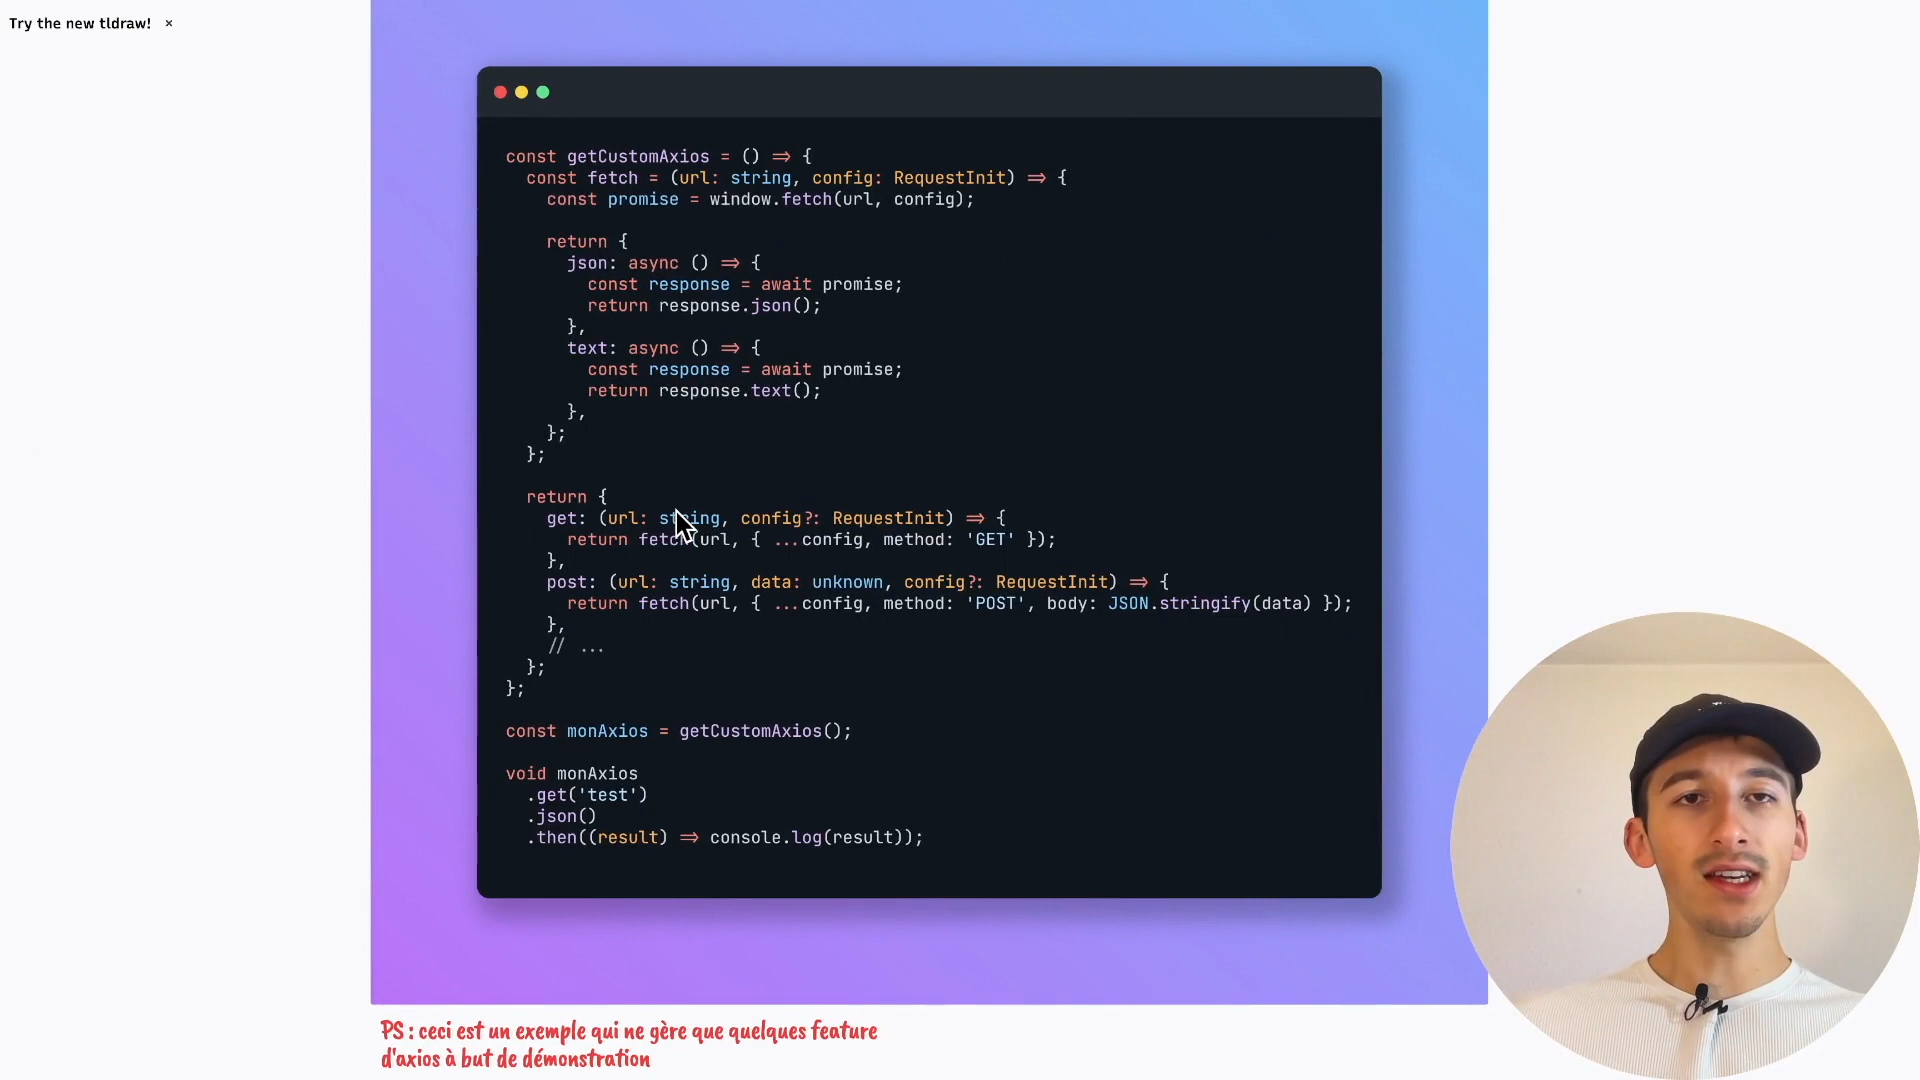 Try the new tldraw! ×
const getCustomAxios = () => {
const fetch = (url: string, config: RequestInit) => {
const promise = window.fetch(url, config);
return {
json: async () => {
const response = await promise;
return response.json();
},
text: async () => {
const response = await promise;
return response.text();
},
};
};
return {
get: (url: string, config?: RequestInit) => {
return fetch(url, { ...config, method: 'GET' });
},
post: (url: string, data: unknown, config?: RequestInit) => {
return fetch(url, { ...config, method: 'POST', body: JSON.stringify(data) });
},
// ...
};
};
const monAxios = getCustomAxios();
void monAxios
.get('test')
.json()
.then((result) => console.log(result));
PS : ceci est un exemple qui ne gère que quelques feature
d'axios à but de démonstration